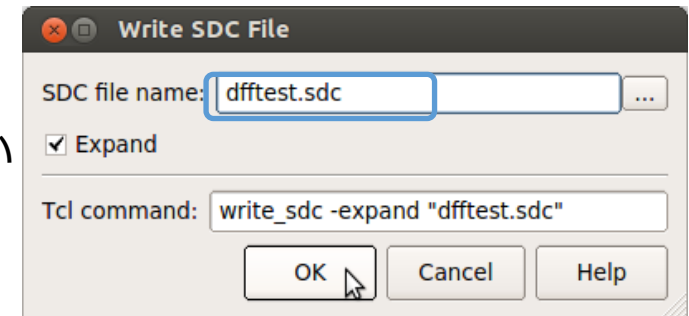 Write SDC File
SDC file name: dfftest.sdc ...
Expand
Tcl command: write_sdc -expand "dfftest.sdc"
OK Cancel Help